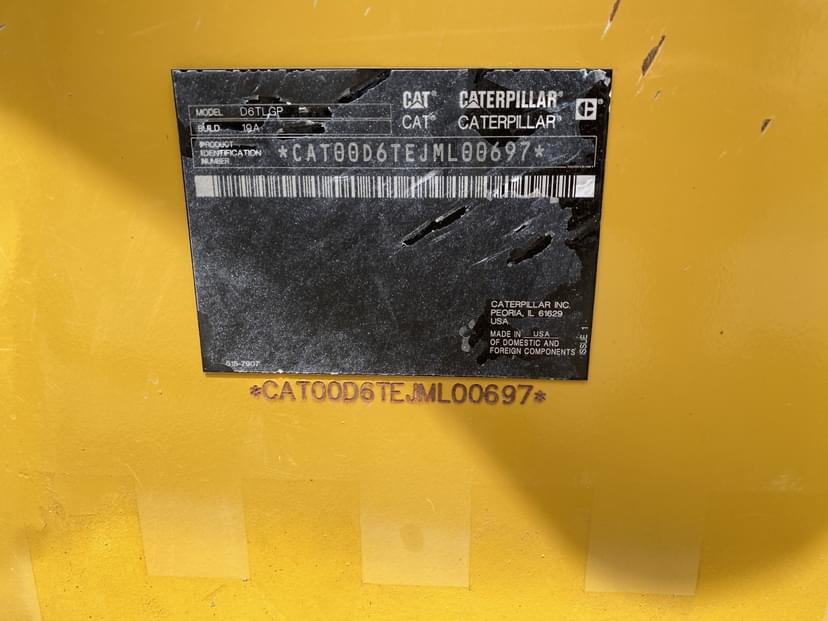 CAT® CATERPILLAR®
MODEL D6TLGP
CAT® CATERPILLAR®
BUILD 19A
PRODUCT
IDENTIFICATION
NUMBER *CAT00D6TEJML00697*
CATERPILLAR INC.
PEORIA, IL 61629
USA
MADE IN USA
OF DOMESTIC AND
FOREIGN COMPONENTS
ISSUE 1
*CAT00D6TEJML00697*